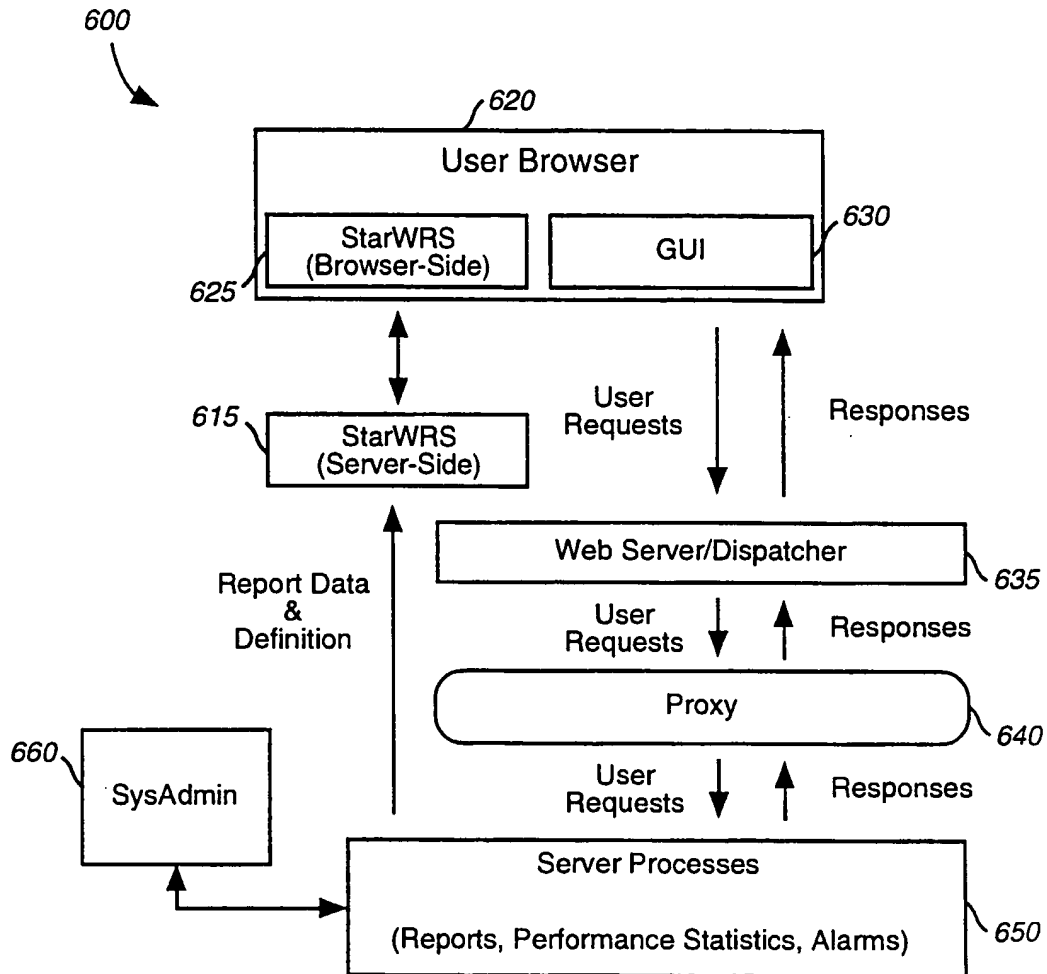 600
620
User Browser
StarWRS
(Browser-Side)
GUI
630
625
User
Requests
Responses
615
StarWRS
(Server-Side)
Web Server/Dispatcher
635
Report Data
&
Definition
User
Requests
Responses
Proxy
640
660
SysAdmin
User
Requests
Responses
Server Processes
(Reports, Performance Statistics, Alarms)
650